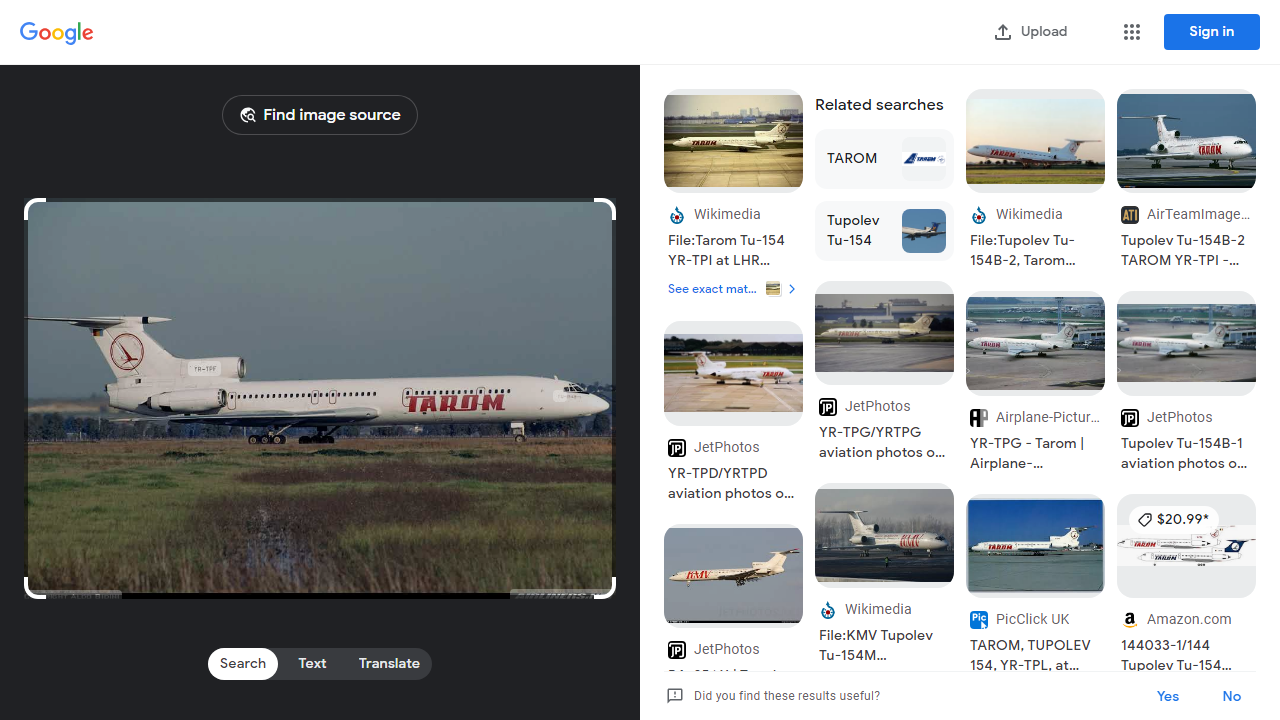 Google
Upload
Sign in
Find image source
YR-TPF
TAROM
Search
Text
Translate
Wikimedia
File:Tarom Tu-154
YR-TPI at LHR...
See exact mat...
JetPhotos
YR-TPD/YRTPD
aviation photos o...
JetPhotos
Related searches
TAROM
Tupolev
Tu-154
JetPhotos
YR-TPG/YRTPG
aviation photos o...
Wikimedia
File:KMV Tupolev
Tu-154M...
Wikimedia
File:Tupolev Tu-
154B-2, Tarom...
Airplane-Pictur...
YR-TPG - Tarom |
Airplane-...
PicClick UK
TAROM, TUPOLEV
154, YR-TPL, at...
AirTeamImage...
Tupolev Tu-154B-2
TAROM YR-TPI -...
JetPhotos
Tupolev Tu-154B-1
aviation photos o...
$20.99*
Amazon.com
144033-1/144
Tupolev Tu-154...
Did you find these results useful?
Yes
No